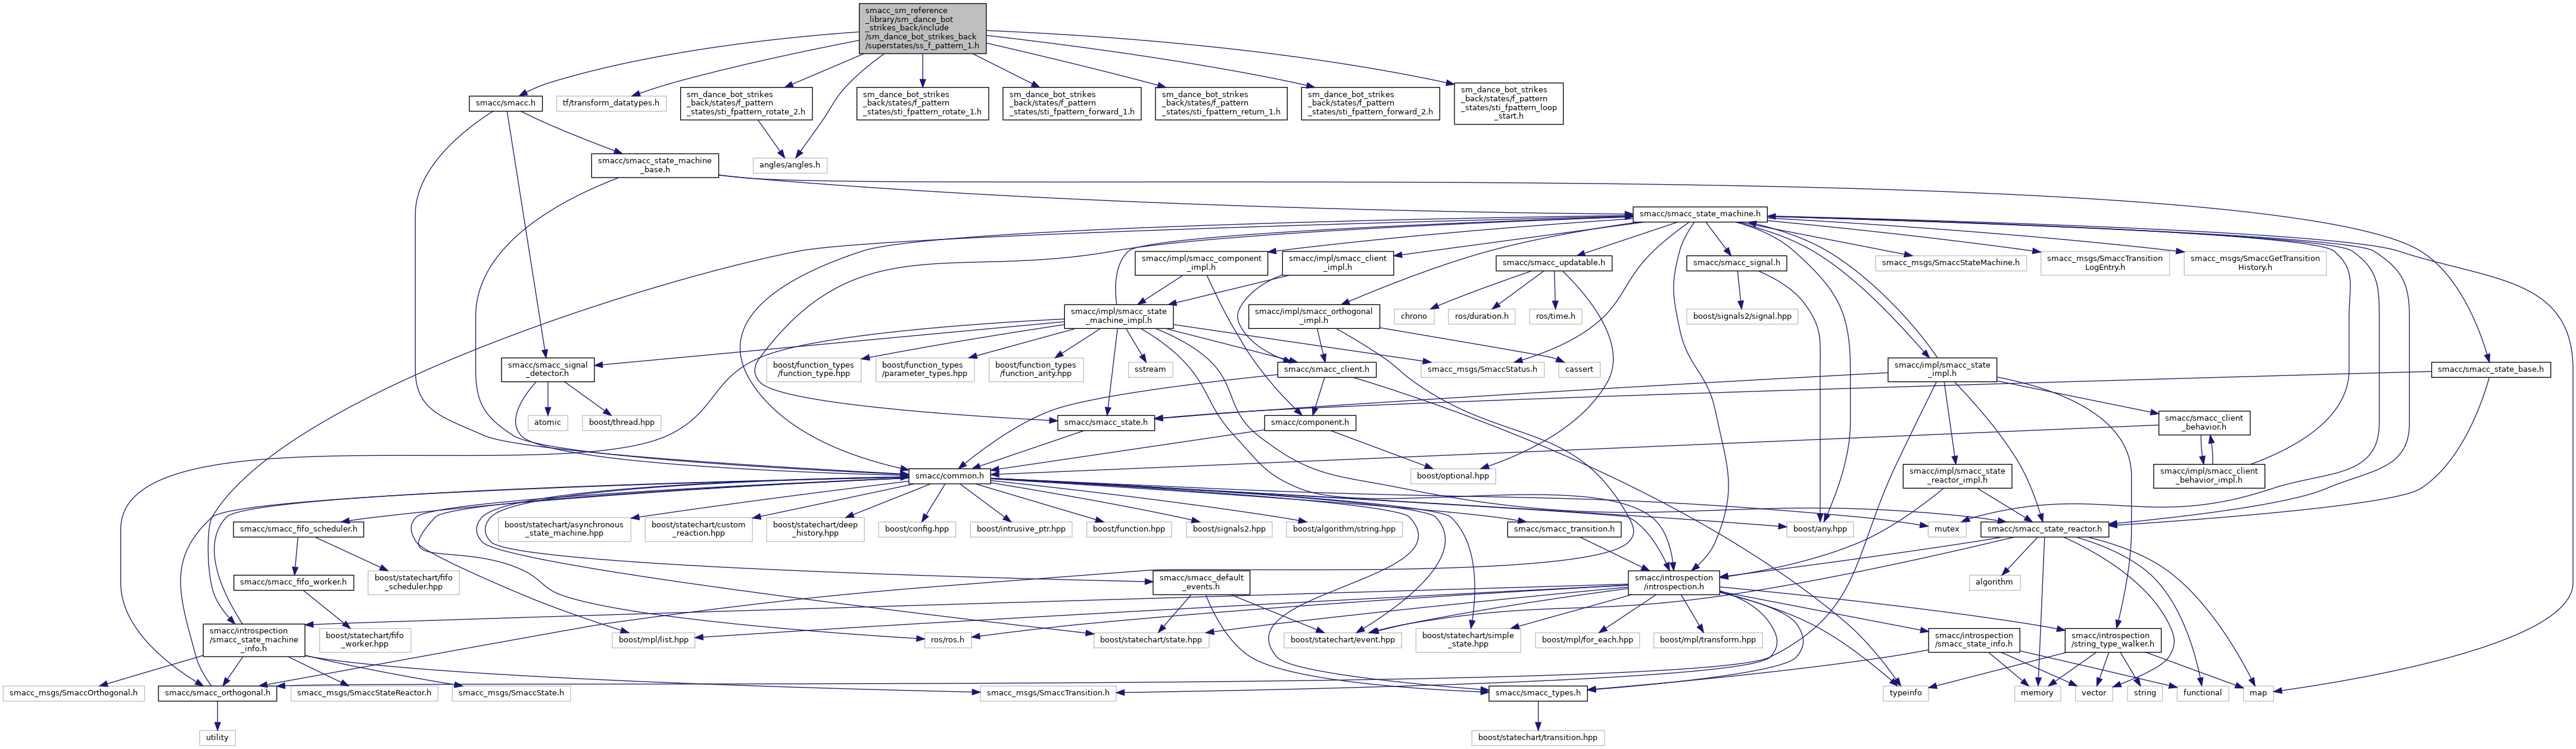 smacc_sm_reference
_library/sm_dance_bot
_strikes_back/include
/sm_dance_bot_strikes_back
/superstates/ss_f_pattern_1.h
smacc/smacc.h
tf/transform_datatypes.h
sm_dance_bot_strikes
_back/states/f_pattern
_states/sti_fpattern_rotate_2.h
sm_dance_bot_strikes
_back/states/f_pattern
_states/sti_fpattern_rotate_1.h
sm_dance_bot_strikes
_back/states/f_pattern
_states/sti_fpattern_forward_1.h
sm_dance_bot_strikes
_back/states/f_pattern
_states/sti_fpattern_return_1.h
sm_dance_bot_strikes
_back/states/f_pattern
_states/sti_fpattern_forward_2.h
sm_dance_bot_strikes
_back/states/f_pattern
_states/sti_fpattern_loop
_start.h
smacc/smacc_state_machine
_base.h
angles/angles.h
smacc/smacc_state_machine.h
smacc/impl/smacc_component
_impl.h
smacc/impl/smacc_client
_impl.h
smacc/smacc_updatable.h
smacc/smacc_signal.h
smacc_msgs/SmaccStateMachine.h
smacc_msgs/SmaccTransition
LogEntry.h
smacc_msgs/SmaccGetTransition
History.h
smacc/impl/smacc_state
_machine_impl.h
smacc/impl/smacc_orthogonal
_impl.h
chrono
ros/duration.h
ros/time.h
boost/signals2/signal.hpp
smacc/smacc_signal
_detector.h
boost/function_types
/function_type.hpp
boost/function_types
/parameter_types.hpp
boost/function_types
/function_arity.hpp
sstream
smacc/smacc_client.h
smacc_msgs/SmaccStatus.h
cassert
smacc/impl/smacc_state
_impl.h
smacc/smacc_state_base.h
atomic
boost/thread.hpp
smacc/smacc_state.h
smacc/component.h
smacc/smacc_client
_behavior.h
smacc/common.h
boost/optional.hpp
smacc/impl/smacc_state
_reactor_impl.h
smacc/impl/smacc_client
_behavior_impl.h
smacc/smacc_fifo_scheduler.h
boost/statechart/asynchronous
_state_machine.hpp
boost/statechart/custom
_reaction.hpp
boost/statechart/deep
_history.hpp
boost/config.hpp
boost/intrusive_ptr.hpp
boost/function.hpp
boost/signals2.hpp
boost/algorithm/string.hpp
smacc/smacc_transition.h
boost/any.hpp
mutex
smacc/smacc_state_reactor.h
smacc/smacc_fifo_worker.h
boost/statechart/fifo
_scheduler.hpp
smacc/smacc_default
_events.h
smacc/introspection
/introspection.h
algorithm
smacc/introspection
/smacc_state_machine
_info.h
boost/statechart/fifo
_worker.hpp
boost/mpl/list.hpp
ros/ros.h
boost/statechart/state.hpp
boost/statechart/event.hpp
boost/statechart/simple
_state.hpp
boost/mpl/for_each.hpp
boost/mpl/transform.hpp
smacc/introspection
/smacc_state_info.h
smacc/introspection
/string_type_walker.h
smacc_msgs/SmaccOrthogonal.h
smacc/smacc_orthogonal.h
smacc_msgs/SmaccStateReactor.h
smacc_msgs/SmaccState.h
smacc_msgs/SmaccTransition.h
smacc/smacc_types.h
typeinfo
memory
vector
string
functional
map
utility
boost/statechart/transition.hpp